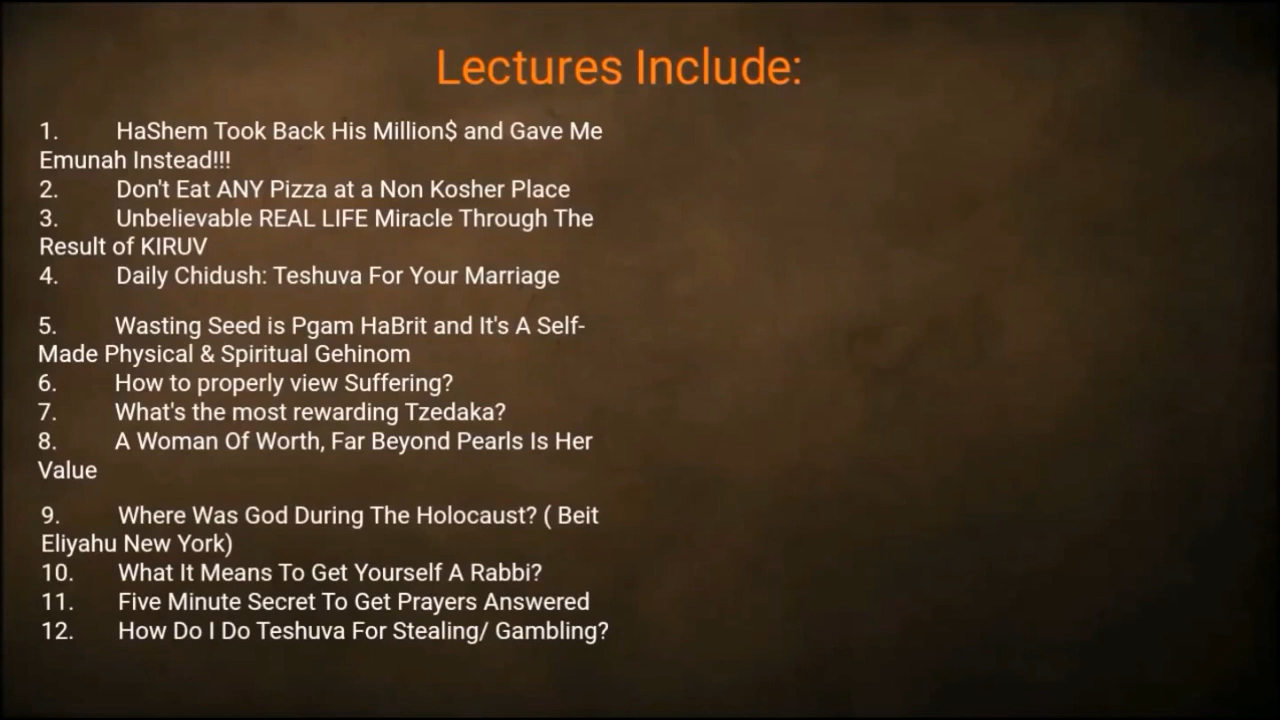 Lectures Include:
1. HaShem Took Back His Million$ and Gave Me
Emunah Instead!!!
2. Don't Eat ANY Pizza at a Non Kosher Place
3. Unbelievable REAL LIFE Miracle Through The
Result of KIRUV
4. Daily Chidush: Teshuva For Your Marriage
5. Wasting Seed is Pgam HaBrit and It's A Self-
Made Physical & Spiritual Gehinom
6. How to properly view Suffering?
7. What's the most rewarding Tzedaka?
8. A Woman Of Worth, Far Beyond Pearls Is Her
Value
9. Where Was God During The Holocaust? ( Beit
Eliyahu New York)
10. What It Means To Get Yourself A Rabbi?
11. Five Minute Secret To Get Prayers Answered
12. How Do I Do Teshuva For Stealing/ Gambling?